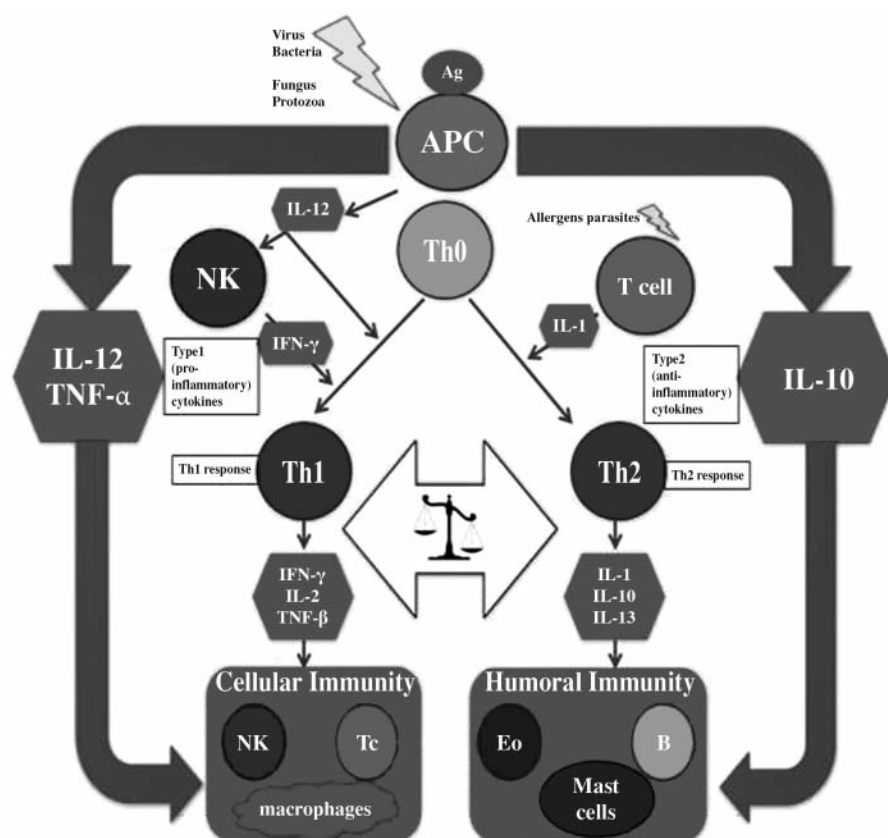 Virus
Bacteria
Fungus
Protozoa
Ag
APC
IL-12
Th0
Allergens parasites
NK
T cell
IFN-γ
IL-1
IL-12
TNF-α
Type1
(pro-
inflammatory)
cytokines
Type2
(anti-
inflammatory)
cytokines
IL-10
Th1 response
Th1
Th2
Th2 response
IFN-γ
IL-2
TNF-β
IL-1
IL-10
IL-13
Cellular Immunity
NK
Tc
macrophages
Humoral Immunity
Eo
B
Mast
cells